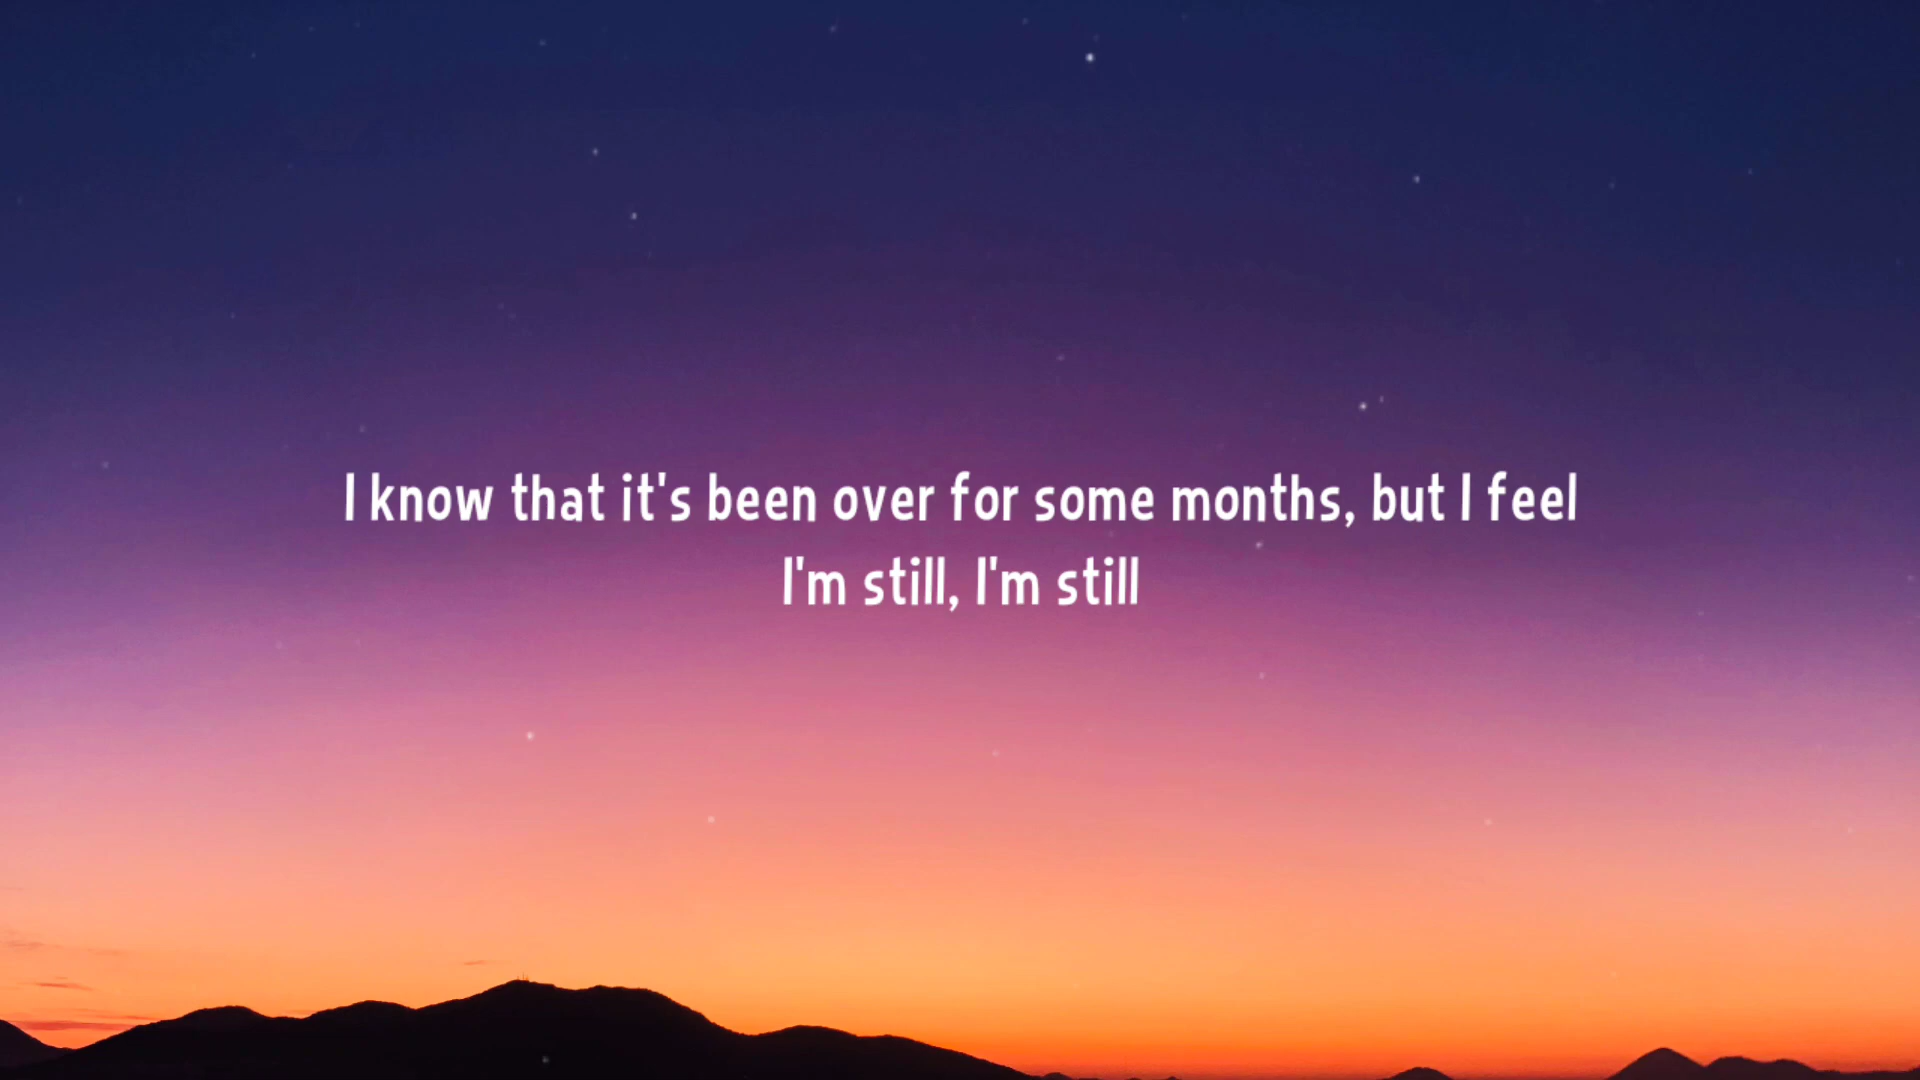 I know that it's been over for some months, but I feel
I'm still, I'm still